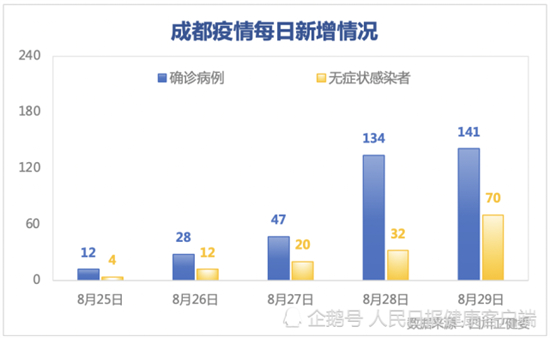 成都疫情每日新增情况
240
确诊病例 无症状感染者
180
134 141
120
70
60
47
28 32
12 4 12 20
0
8月25日 8月26日 8月27日 8月28日 8月29日
企鹅号 人民日报健康客户端
数据来源：四川卫健委